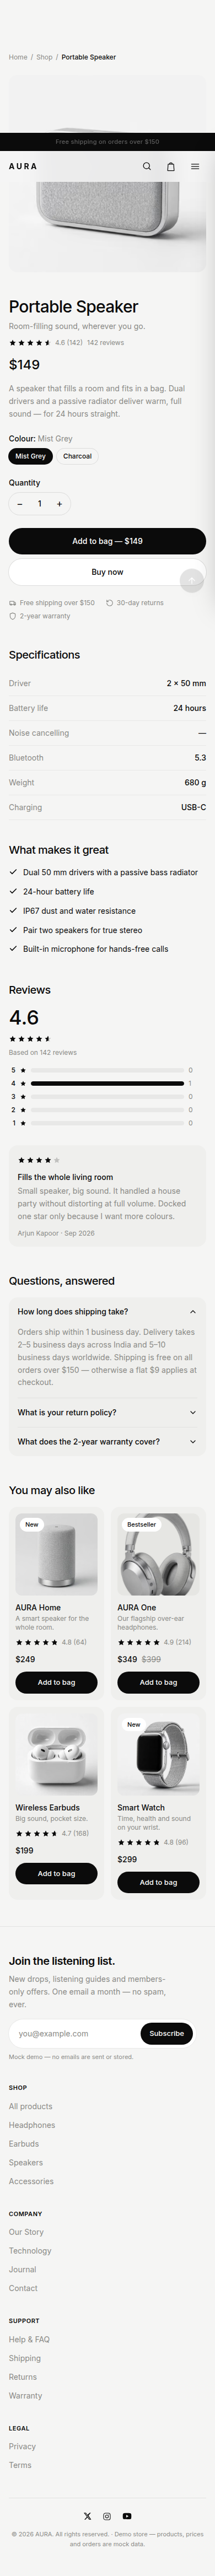 Home / Shop / Portable Speaker
Free shipping on orders over $150
AURA
Portable Speaker
Room-filling sound, wherever you go.
4.6 (142) 142 reviews
$149
A speaker that fills a room and fits in a bag. Dual
drivers and a passive radiator deliver warm, full
sound — for 24 hours straight.
Colour: Mist Grey
Mist Grey Charcoal
Quantity
− 1 +
Add to bag — $149
Buy now
Free shipping over $150 30-day returns
2-year warranty
Specifications
Driver 2 × 50 mm
Battery life 24 hours
Noise cancelling —
Bluetooth 5.3
Weight 680 g
Charging USB-C
What makes it great
Dual 50 mm drivers with a passive bass radiator
24-hour battery life
IP67 dust and water resistance
Pair two speakers for true stereo
Built-in microphone for hands-free calls
Reviews
4.6
Based on 142 reviews
5 0
4 1
3 0
2 0
1 0
Fills the whole living room
Small speaker, big sound. It handled a house
party without distorting at full volume. Docked
one star only because I want more colours.
Arjun Kapoor · Sep 2026
Questions, answered
How long does shipping take?
Orders ship within 1 business day. Delivery takes
2–5 business days across India and 5–10
business days worldwide. Shipping is free on all
orders over $150 — otherwise a flat $9 applies at
checkout.
What is your return policy?
What does the 2-year warranty cover?
You may also like
New
AURA Home
A smart speaker for the
whole room.
4.8 (64)
$249
Add to bag
Bestseller
AURA One
Our flagship over-ear
headphones.
4.9 (214)
$349 $399
Add to bag
Wireless Earbuds
Big sound, pocket size.
4.7 (168)
$199
Add to bag
New
Smart Watch
Time, health and sound
on your wrist.
4.8 (96)
$299
Add to bag
Join the listening list.
New drops, listening guides and members-
only offers. One email a month — no spam,
ever.
you@example.com Subscribe
Mock demo — no emails are sent or stored.
SHOP
All products
Headphones
Earbuds
Speakers
Accessories
COMPANY
Our Story
Technology
Journal
Contact
SUPPORT
Help & FAQ
Shipping
Returns
Warranty
LEGAL
Privacy
Terms
© 2026 AURA. All rights reserved. · Demo store — products, prices
and orders are mock data.